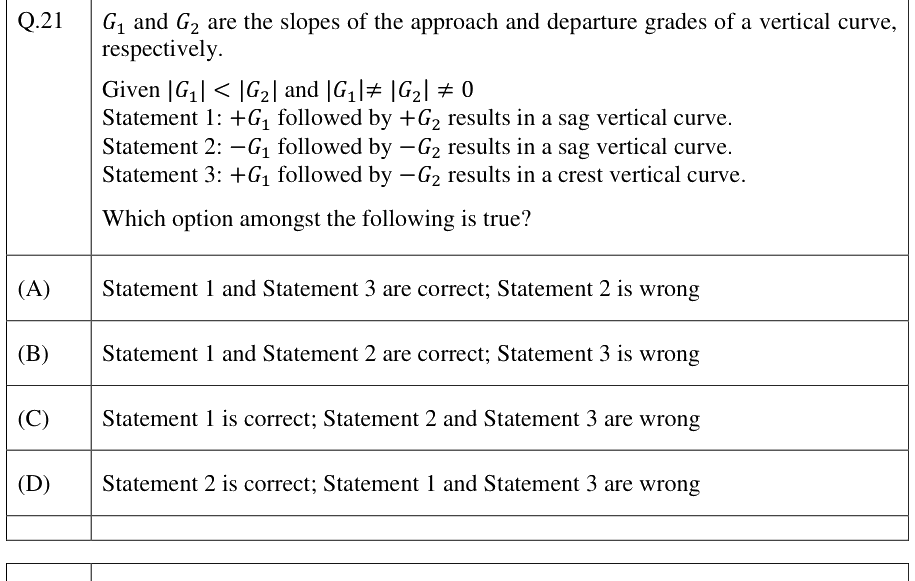 Q.21 𝐺₁ and 𝐺₂ are the slopes of the approach and departure grades of a vertical curve,
respectively.
Given |𝐺₁| < |𝐺₂| and |𝐺₁|≠ |𝐺₂| ≠ 0
Statement 1: +𝐺₁ followed by +𝐺₂ results in a sag vertical curve.
Statement 2: −𝐺₁ followed by −𝐺₂ results in a sag vertical curve.
Statement 3: +𝐺₁ followed by −𝐺₂ results in a crest vertical curve.
Which option amongst the following is true?
(A) Statement 1 and Statement 3 are correct; Statement 2 is wrong
(B) Statement 1 and Statement 2 are correct; Statement 3 is wrong
(C) Statement 1 is correct; Statement 2 and Statement 3 are wrong
(D) Statement 2 is correct; Statement 1 and Statement 3 are wrong